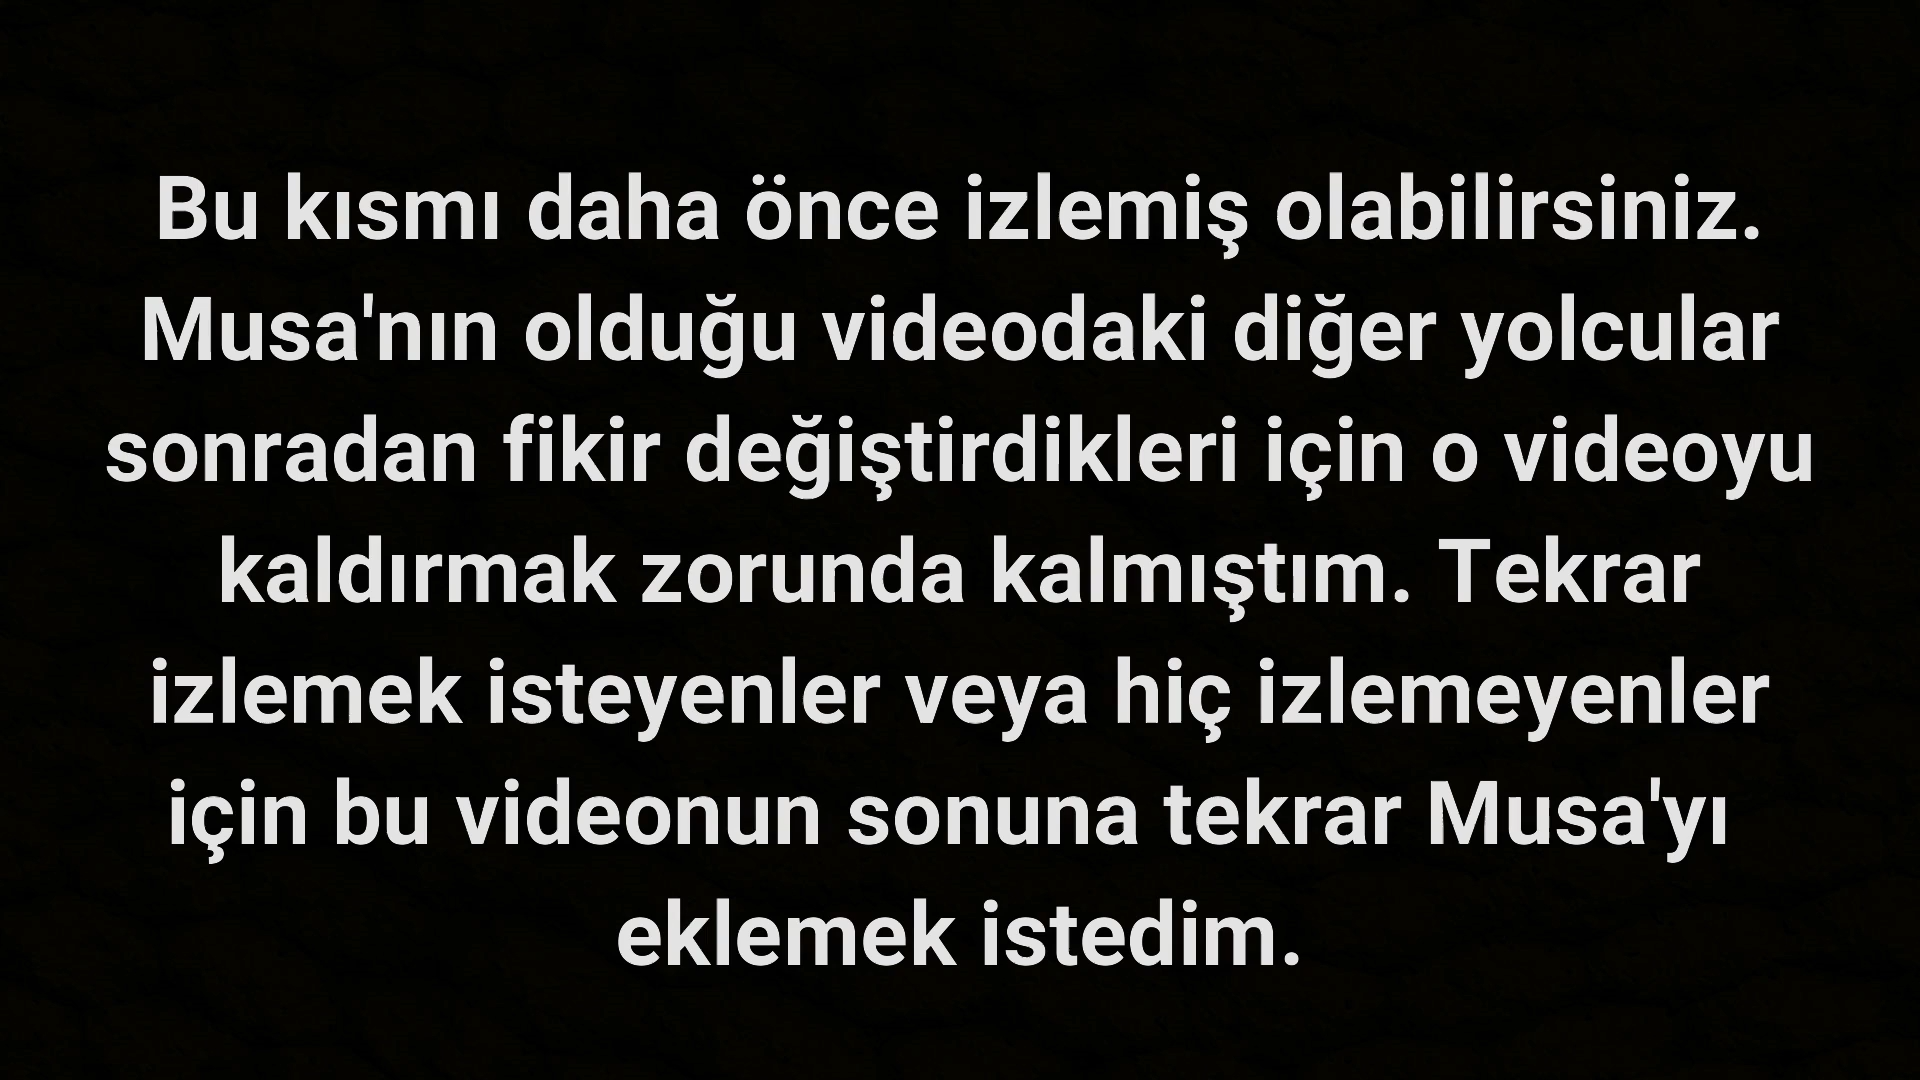 Bu kısmı daha önce izlemiş olabilirsiniz.
Musa'nın olduğu videodaki diğer yolcular
sonradan fikir değiştirdikleri için o videoyu
kaldırmak zorunda kalmıştım. Tekrar
izlemek isteyenler veya hiç izlemeyenler
için bu videonun sonuna tekrar Musa'yı
eklemek istedim.